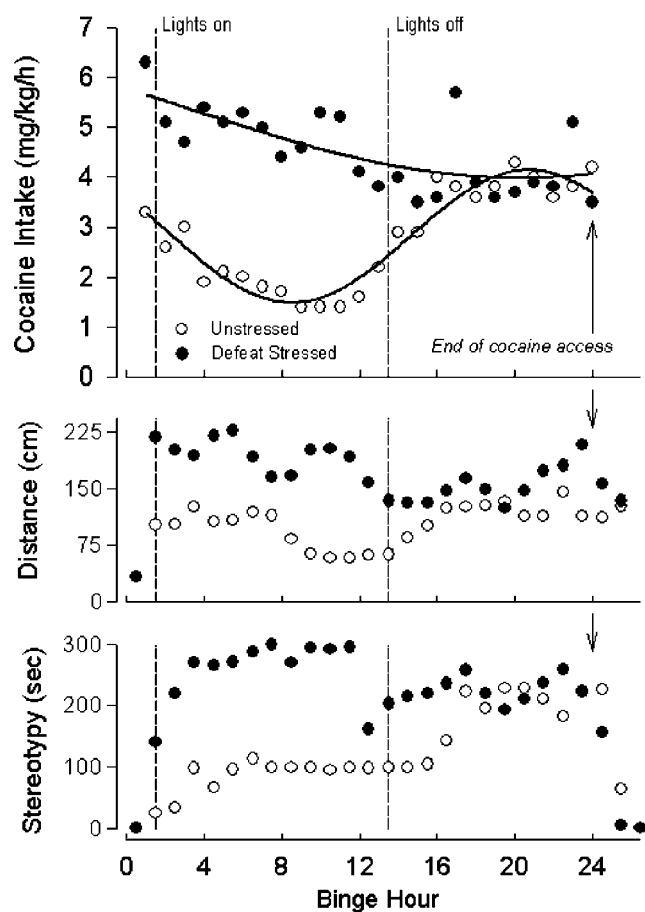 Lights on
Lights off
7
6
5
4
3
2
1
0
Cocaine Intake (mg/kg/h)
Unstressed
Defeat Stressed
End of cocaine access
225
150
75
0
Distance (cm)
300
200
100
0
Stereotypy (sec)
0 4 8 12 16 20 24
Binge Hour